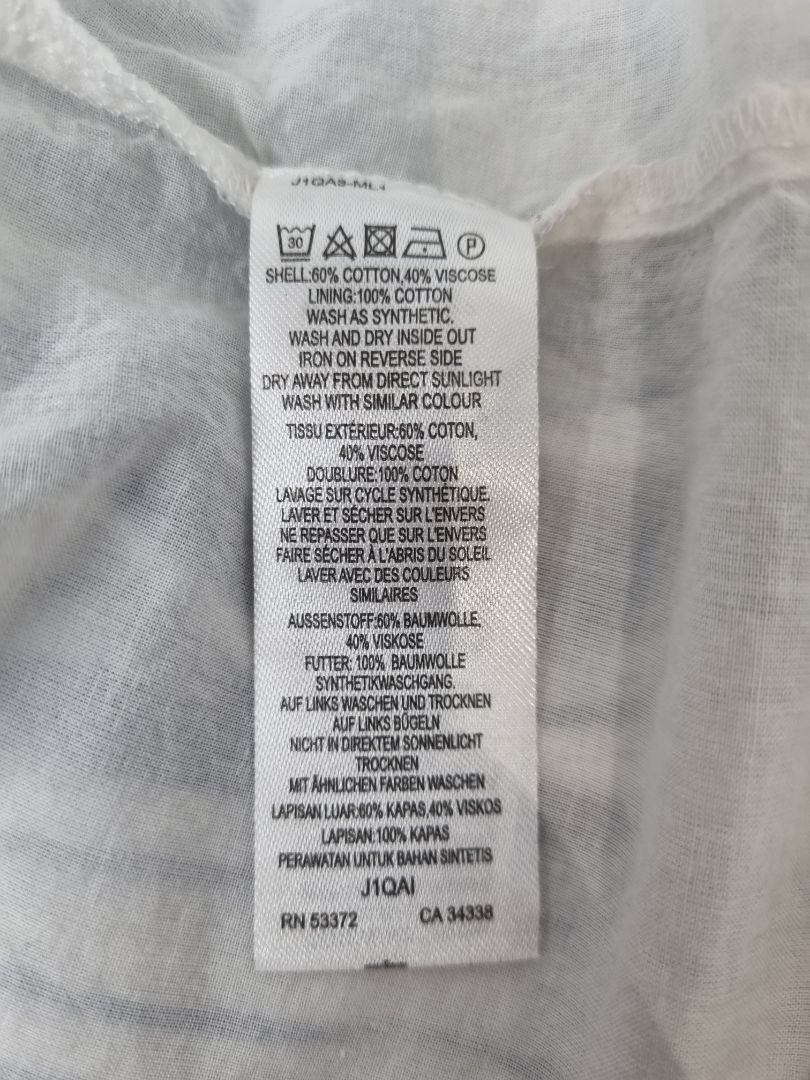 30 P
SHELL:60% COTTON,40% VISCOSE
LINING:100% COTTON
WASH AS SYNTHETIC.
WASH AND DRY INSIDE OUT
IRON ON REVERSE SIDE
DRY AWAY FROM DIRECT SUNLIGHT
WASH WITH SIMILAR COLOUR
TISSU EXTÉRIEUR:60% COTON,
40% VISCOSE
DOUBLURE:100% COTON
LAVAGE SUR CYCLE SYNTHÉTIQUE.
LAVER ET SÉCHER SUR L'ENVERS
NE REPASSER QUE SUR L'ENVERS
FAIRE SÉCHER À L'ABRIS DU SOLEIL
LAVER AVEC DES COULEURS
SIMILAIRES
AUSSENSTOFF:60% BAUMWOLLE,
40% VISKOSE
FUTTER: 100% BAUMWOLLE
SYNTHETIKWASCHGANG.
AUF LINKS WASCHEN UND TROCKNEN
AUF LINKS BÜGELN
NICHT IN DIREKTEM SONNENLICHT
TROCKNEN
MIT ÄHNLICHEN FARBEN WASCHEN
LAPISAN LUAR:60% KAPAS,40% VISKOS
LAPISAN:100% KAPAS
PERAWATAN UNTUK BAHAN SINTETIS
J1QAI
RN 53372 CA 34338